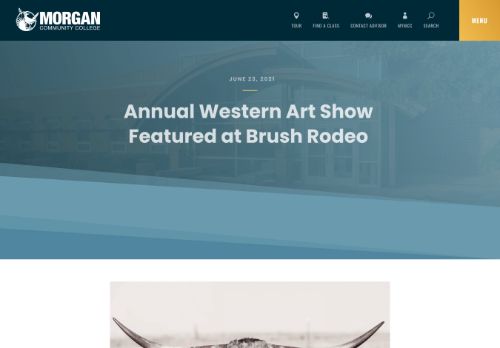 MORGAN
COMMUNITY COLLEGE
TOUR
FIND A CLASS
CONTACT ADVISOR
MYMCC
SEARCH
MENU
JUNE 23, 2021
Annual Western Art Show
Featured at Brush Rodeo